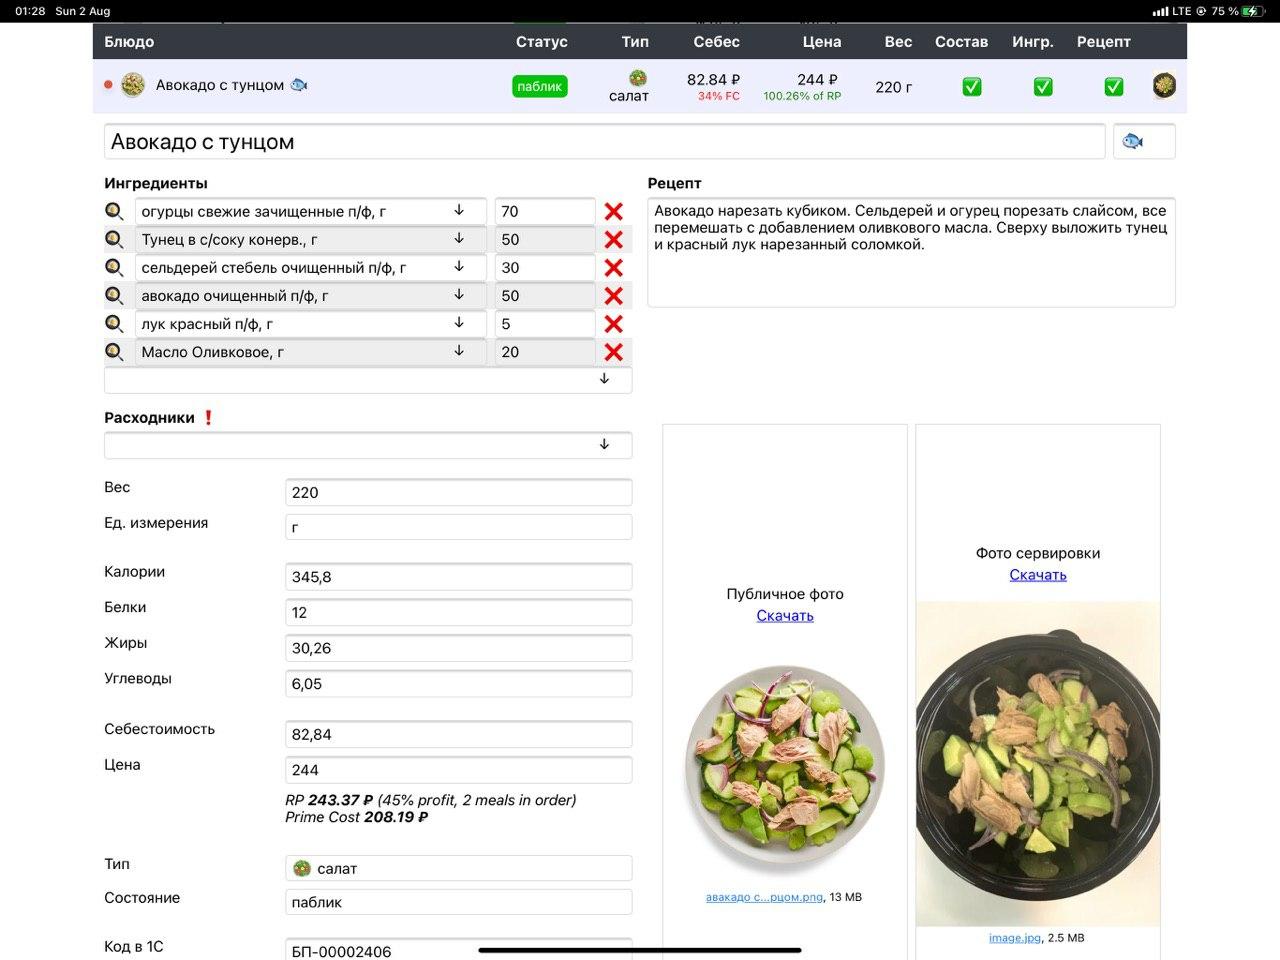 01:28 Sun 2 Aug LTE 75 %
Блюдо Статус Тип Себес Цена Вес Состав Ингр. Рецепт
Авокадо с тунцом паблик салат 82.84 ₽ 34% FC 244 ₽ 100.26% of RP 220 г
Авокадо с тунцом
Ингредиенты
огурцы свежие зачищенные п/ф, г 70
Тунец в с/соку консерв., г 50
сельдерей стебель очищенный п/ф, г 30
авокадо очищенный п/ф, г 50
лук красный п/ф, г 5
Масло Оливковое, г 20
Рецепт
Авокадо нарезать кубиком. Сельдерей и огурец порезать слайсом, все
перемешать с добавлением оливкового масла. Сверху выложить тунец
и красный лук нарезанный соломкой.
Расходники
Вес 220
Ед. измерения г
Калории 345,8
Белки 12
Жиры 30,26
Углеводы 6,05
Себестоимость 82,84
Цена 244
RP 243.37 ₽ (45% profit, 2 meals in order)
Prime Cost 208.19 ₽
Тип салат
Состояние паблик
Код в 1С БП-00002406
Публичное фото
Скачать
авакадо с...рцом.png, 13 MB
Фото сервировки
Скачать
image.jpg, 2.5 MB